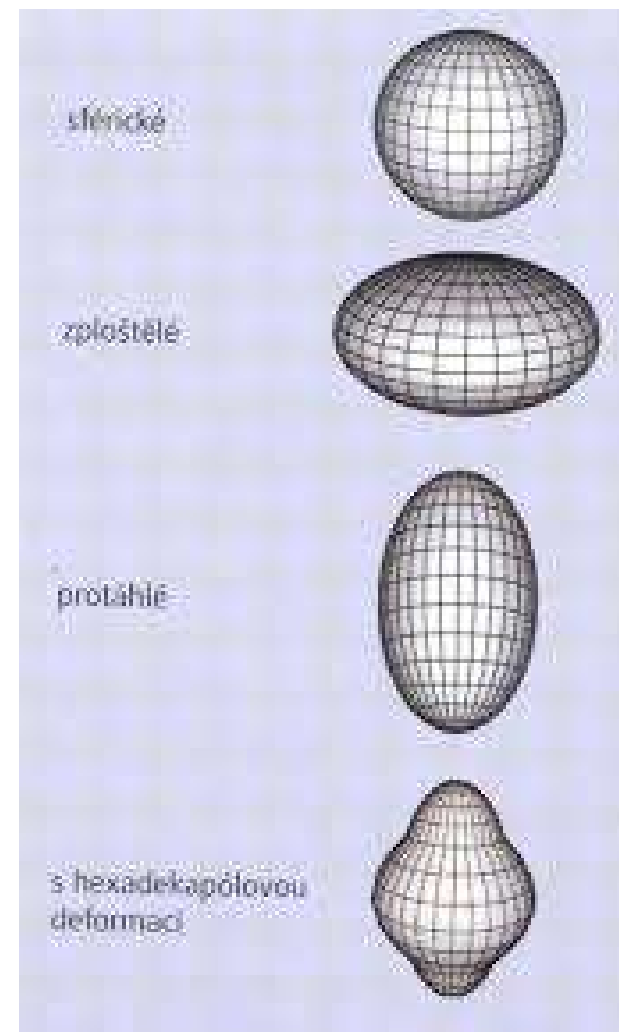 sférické
zploštělé
protáhlé
s hexadekapólovou
deformací